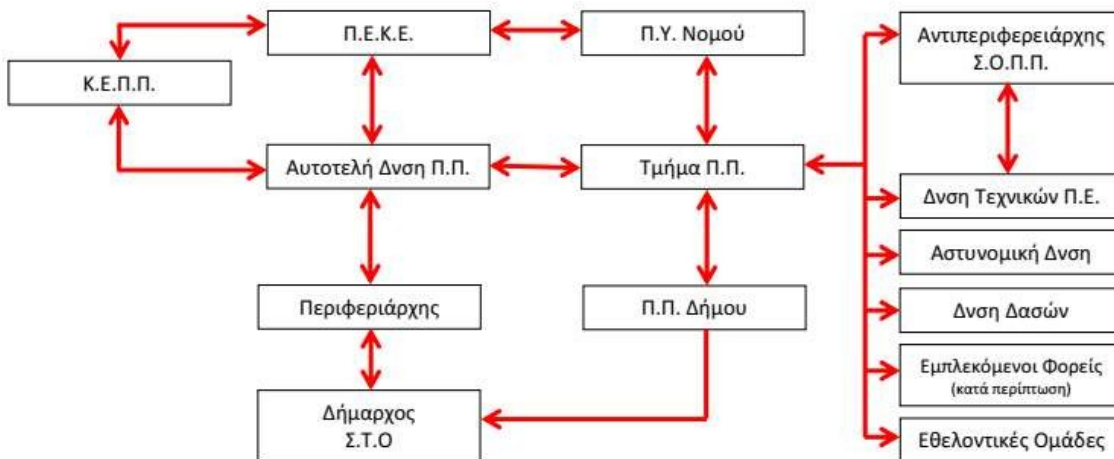 Π.Ε.Κ.Ε.
Π.Υ. Νομού
Αντιπεριφερειάρχης
Σ.Ο.Π.Π.
Κ.Ε.Π.Π.
Αυτοτελή Δνση Π.Π.
Τμήμα Π.Π.
Δνση Τεχνικών Π.Ε.
Αστυνομική Δνση
Περιφεριάρχης
Π.Π. Δήμου
Δνση Δασών
Εμπλεκόμενοι Φορείς
(κατά περίπτωση)
Δήμαρχος
Σ.Τ.Ο
Εθελοντικές Ομάδες